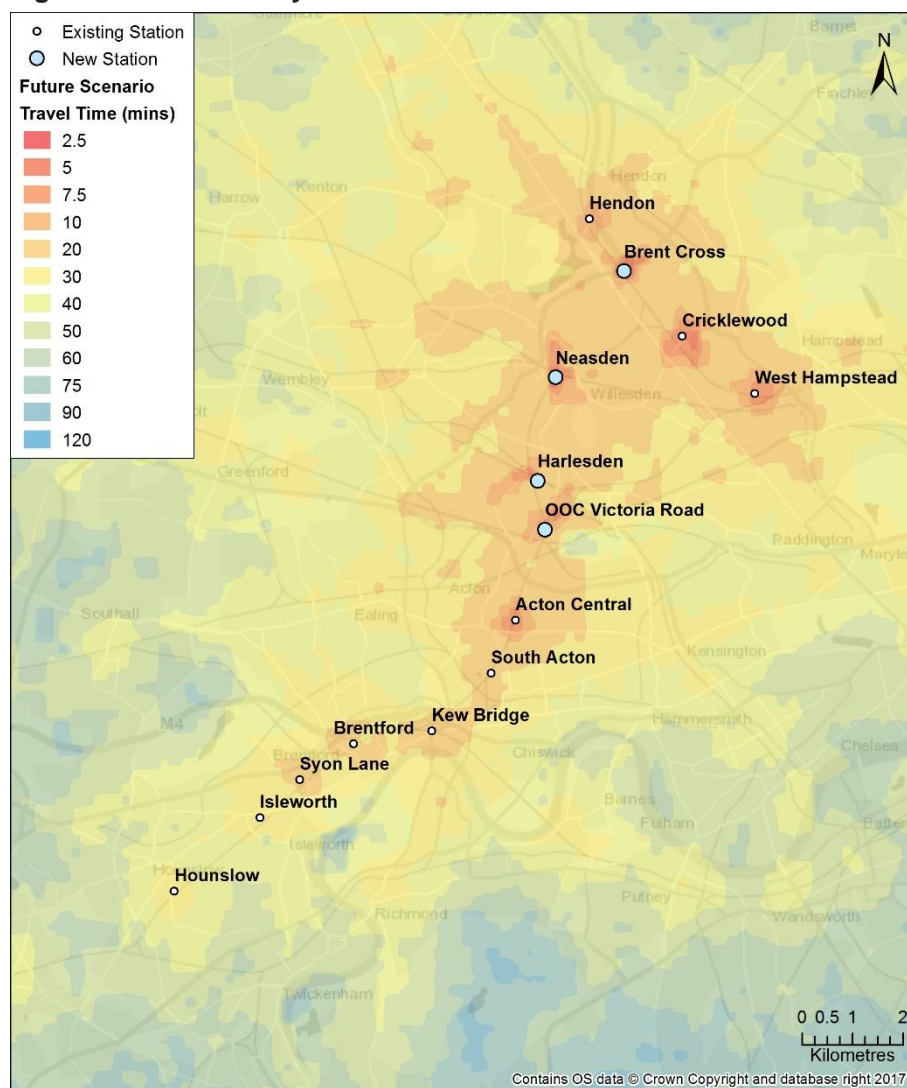 Existing Station
New Station
Future Scenario
Travel Time (mins)
2.5
5
7.5
10
20
30
40
50
60
75
90
120
N
Barnet
Finchley
Harrow
Kenton
Hendon
Hendon
Brent Cross
Cricklewood
Hampstead
Neasden
West Hampstead
Wembley
Willesden
Harlesden
Greenford
OOC Victoria Road
Paddington
Acton
Southall
Ealing
Acton Central
Kensington
South Acton
M4
Kew Bridge
Hammersmith
Brentford
Brentford
Chiswick
Chelsea
Syon Lane
Barnes
Isleworth
Fulham
Isleworth
Hounslow
Hounslow
Putney
Richmond
Wandsworth
Twickenham
0 0.5 1 2
Kilometres
Contains OS data © Crown Copyright and database right 2017